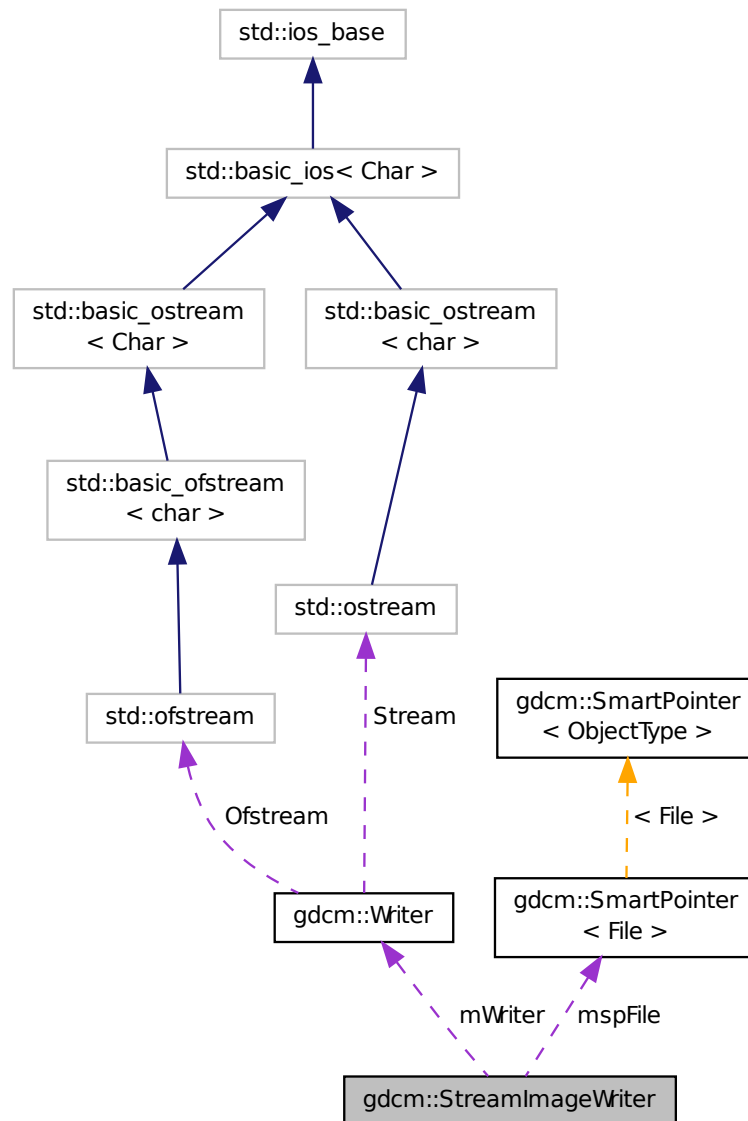 std::ios_base
std::basic_ios< Char >
std::basic_ostream
< Char >
std::basic_ostream
< char >
std::basic_ofstream
< char >
std::ostream
std::ofstream
Stream
gdcm::SmartPointer
< ObjectType >
Ofstream
< File >
gdcm::Writer
gdcm::SmartPointer
< File >
mWriter
mspFile
gdcm::StreamImageWriter